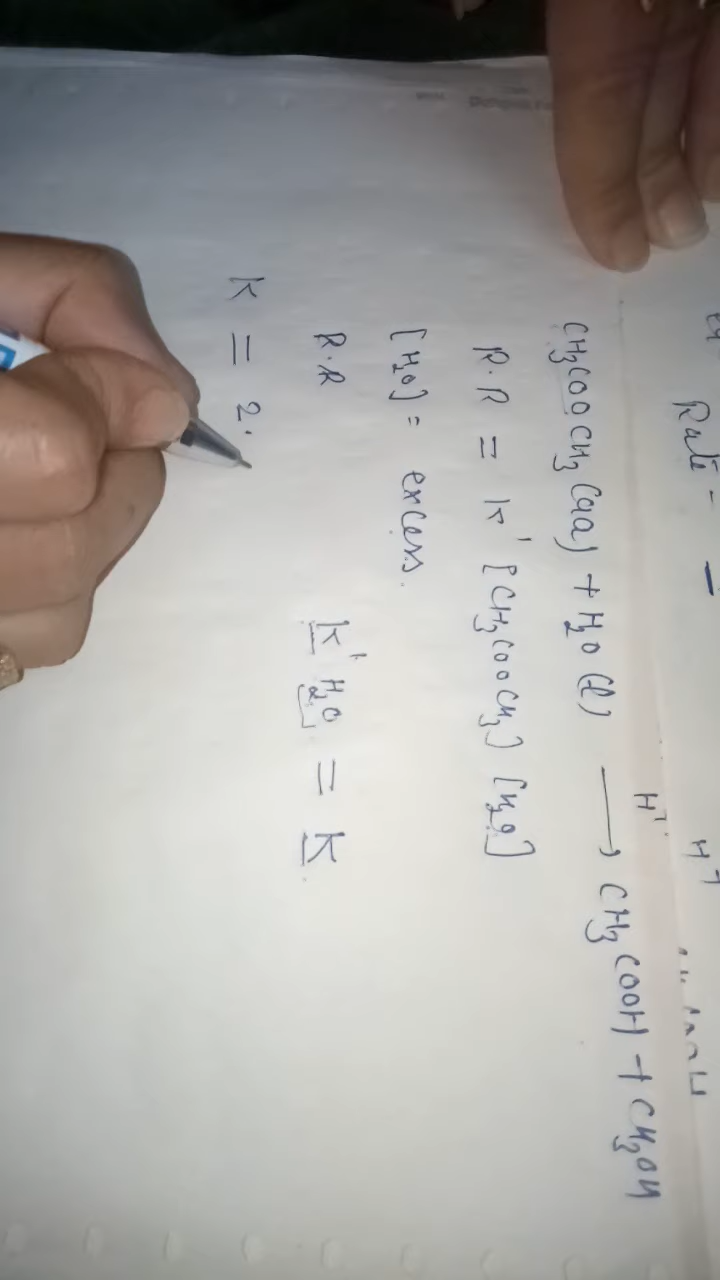 Rate = —
H⁺
CH₃COOCH₃ (aq) + H₂O (l) ⟶ CH₃COOH + CH₃OH
R.R = K' [CH₃COOCH₃] [H₂O]
[H₂O] = excess.
R.R K' H₂O = K
K = 2.